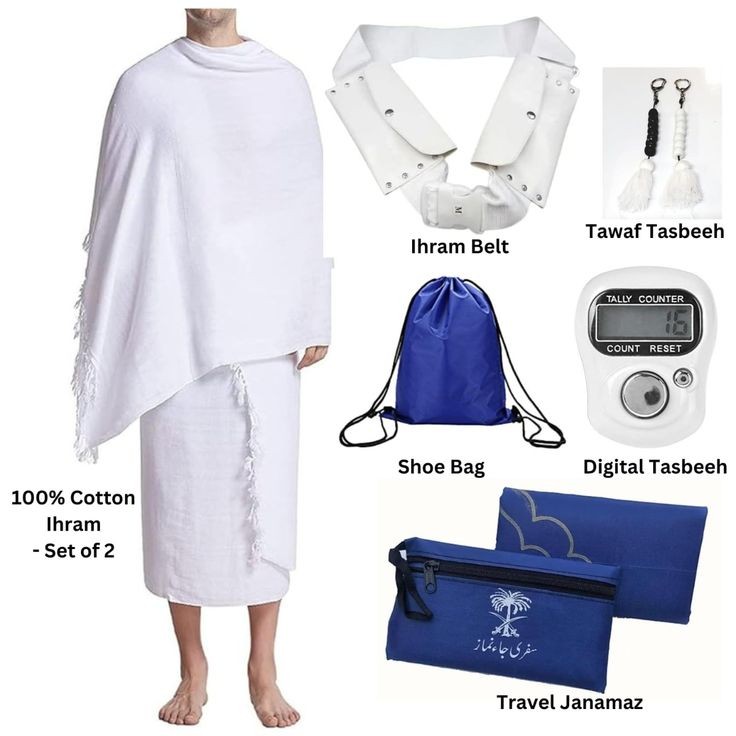 Ihram Belt
Tawaf Tasbeeh
TALLY COUNTER
16
COUNT RESET
M
Shoe Bag
Digital Tasbeeh
100% Cotton
Ihram
- Set of 2
سفری جاء نماز
Travel Janamaz